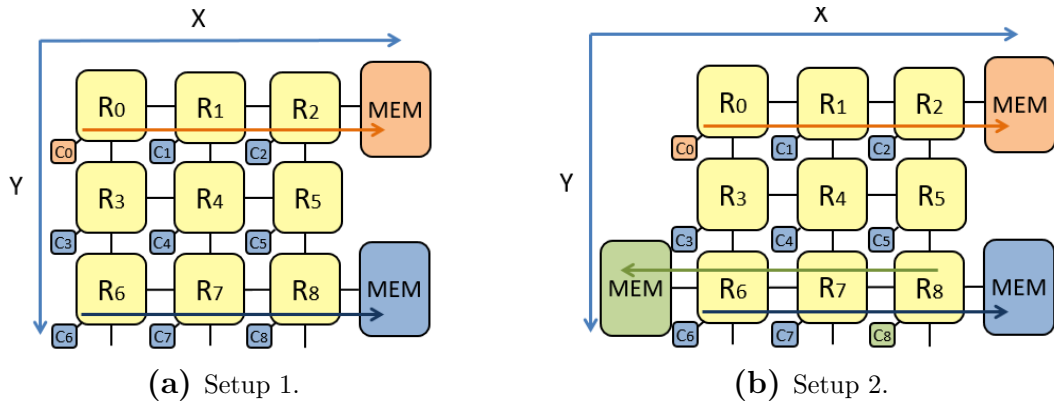 X
R0 R1 R2 MEM
C0 C1 C2
Y
R3 R4 R5
C3 C4 C5
R6 R7 R8 MEM
C6 C7 C8
(a) Setup 1.
X
R0 R1 R2 MEM
C0 C1 C2
Y
R3 R4 R5
C3 C4 C5
MEM R6 R7 R8 MEM
C6 C7 C8
(b) Setup 2.